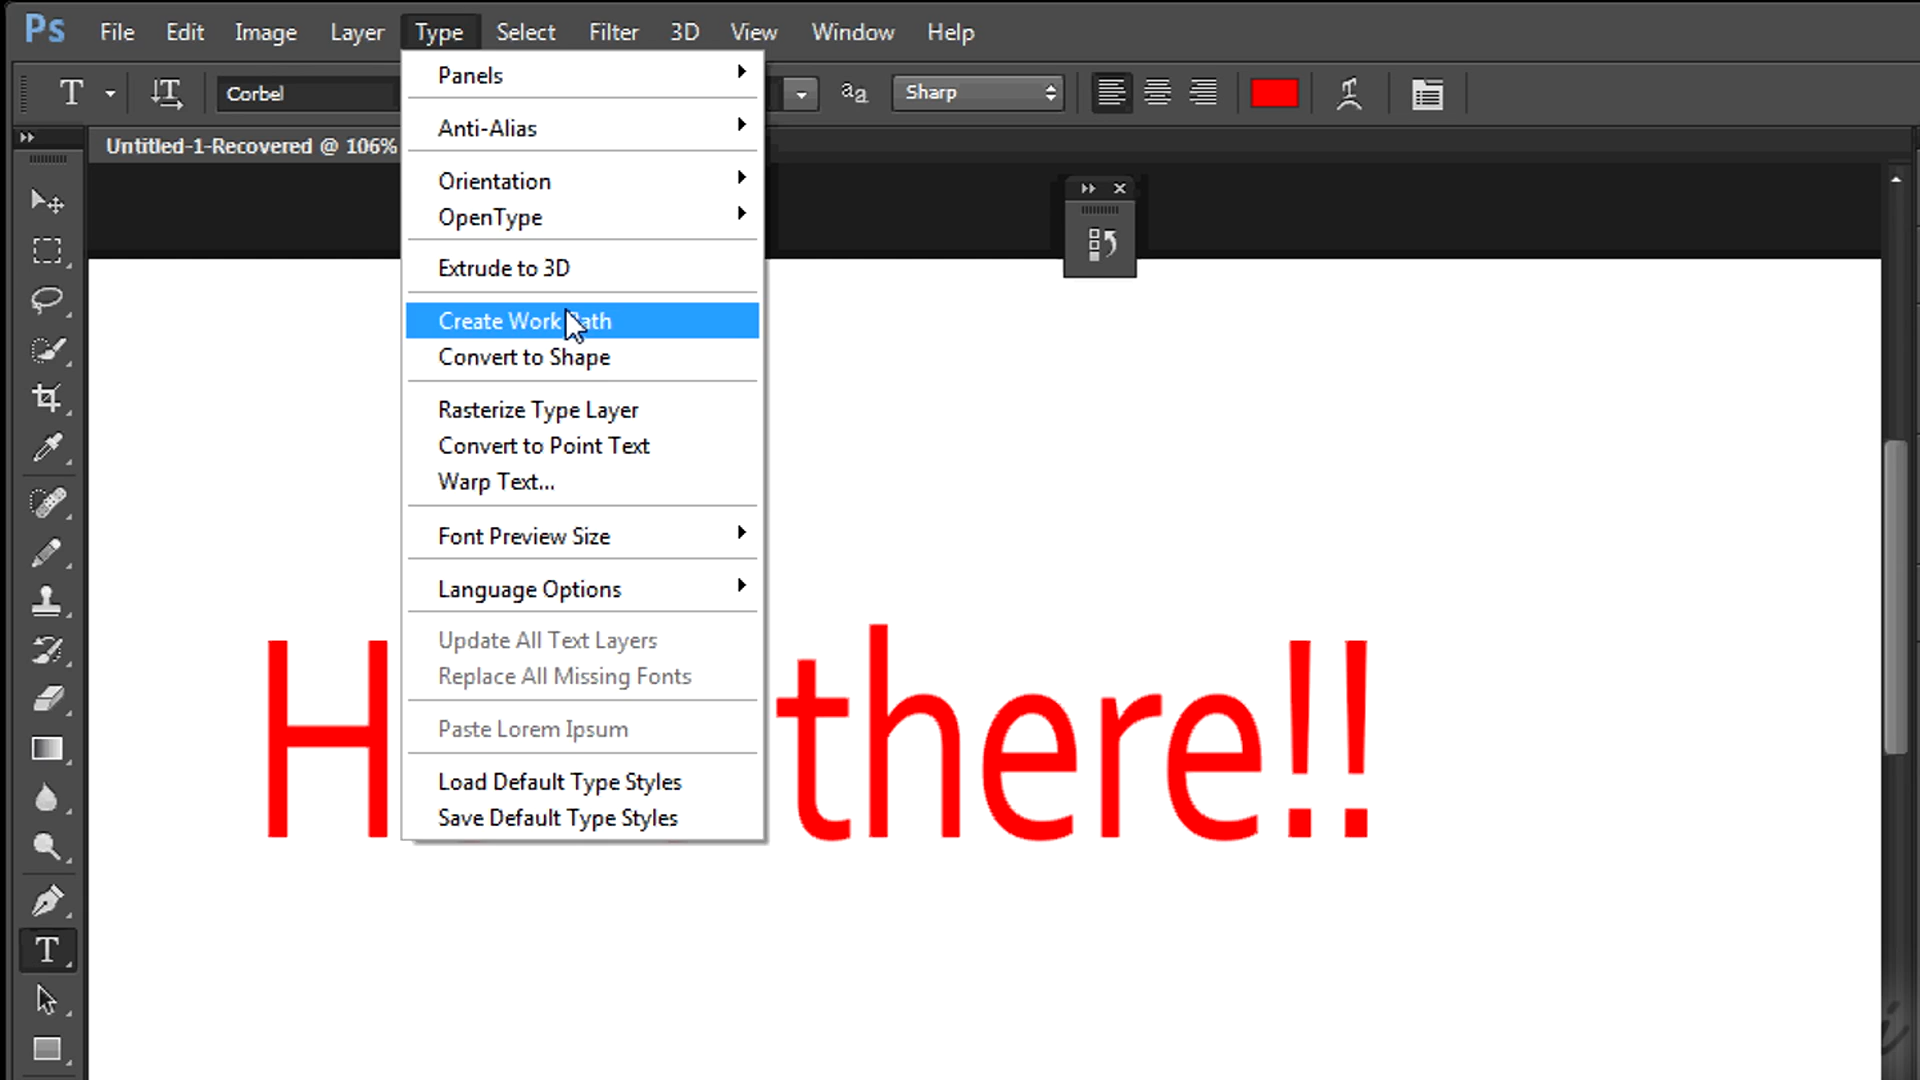 Ps File Edit Image Layer Type Select Filter 3D View Window Help
T Corbel aa Sharp
Untitled-1-Recovered @ 106%
Panels
Anti-Alias
Orientation
OpenType
Extrude to 3D
Create Work Path
Convert to Shape
Rasterize Type Layer
Convert to Point Text
Warp Text...
Font Preview Size
Language Options
Update All Text Layers
Replace All Missing Fonts
Paste Lorem Ipsum
Load Default Type Styles
Save Default Type Styles
H there!!
T